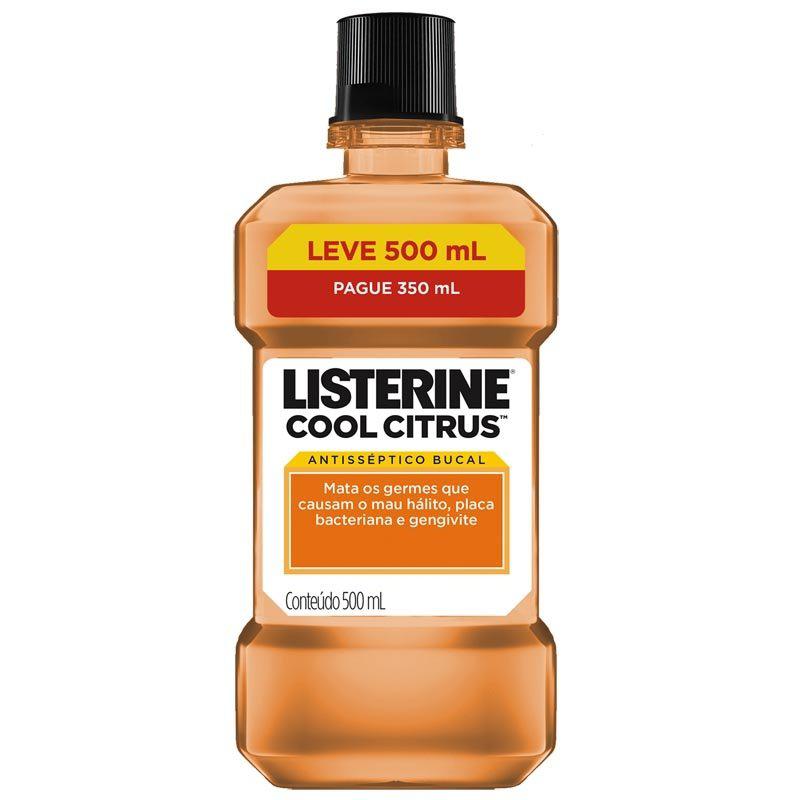 LEVE 500 mL
PAGUE 350 mL
LISTERINE®
COOL CITRUS™
ANTISSÉPTICO BUCAL
Mata os germes que
causam o mau hálito, placa
bacteriana e gengivite
Conteúdo 500 mL